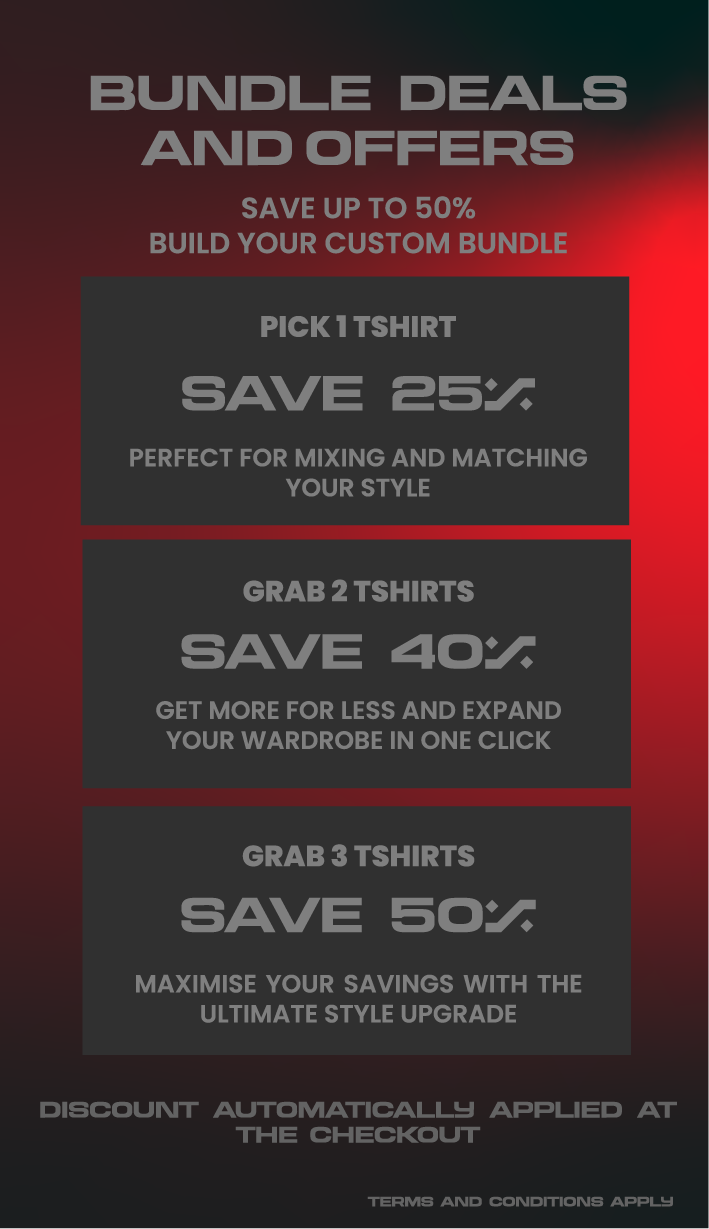 BUNDLE DEALS
AND OFFERS
SAVE UP TO 50%
BUILD YOUR CUSTOM BUNDLE
PICK 1 TSHIRT
SAVE 25%
PERFECT FOR MIXING AND MATCHING
YOUR STYLE
GRAB 2 TSHIRTS
SAVE 40%
GET MORE FOR LESS AND EXPAND
YOUR WARDROBE IN ONE CLICK
GRAB 3 TSHIRTS
SAVE 50%
MAXIMISE YOUR SAVINGS WITH THE
ULTIMATE STYLE UPGRADE
DISCOUNT AUTOMATICALLY APPLIED AT
THE CHECKOUT
TERMS AND CONDITIONS APPLY